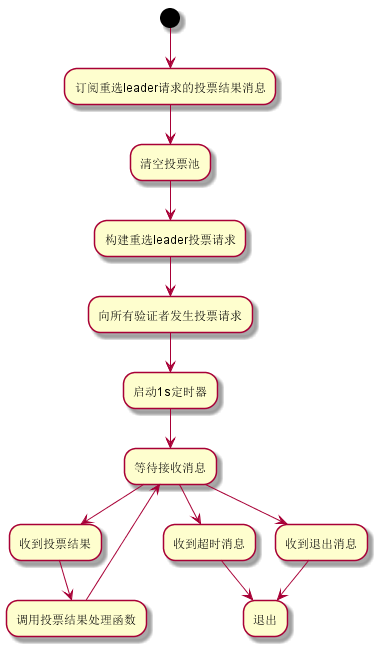 订阅重选leader请求的投票结果消息
清空投票池
构建重选leader投票请求
向所有验证者发生投票请求
启动1s定时器
等待接收消息
收到投票结果
收到超时消息
收到退出消息
调用投票结果处理函数
退出